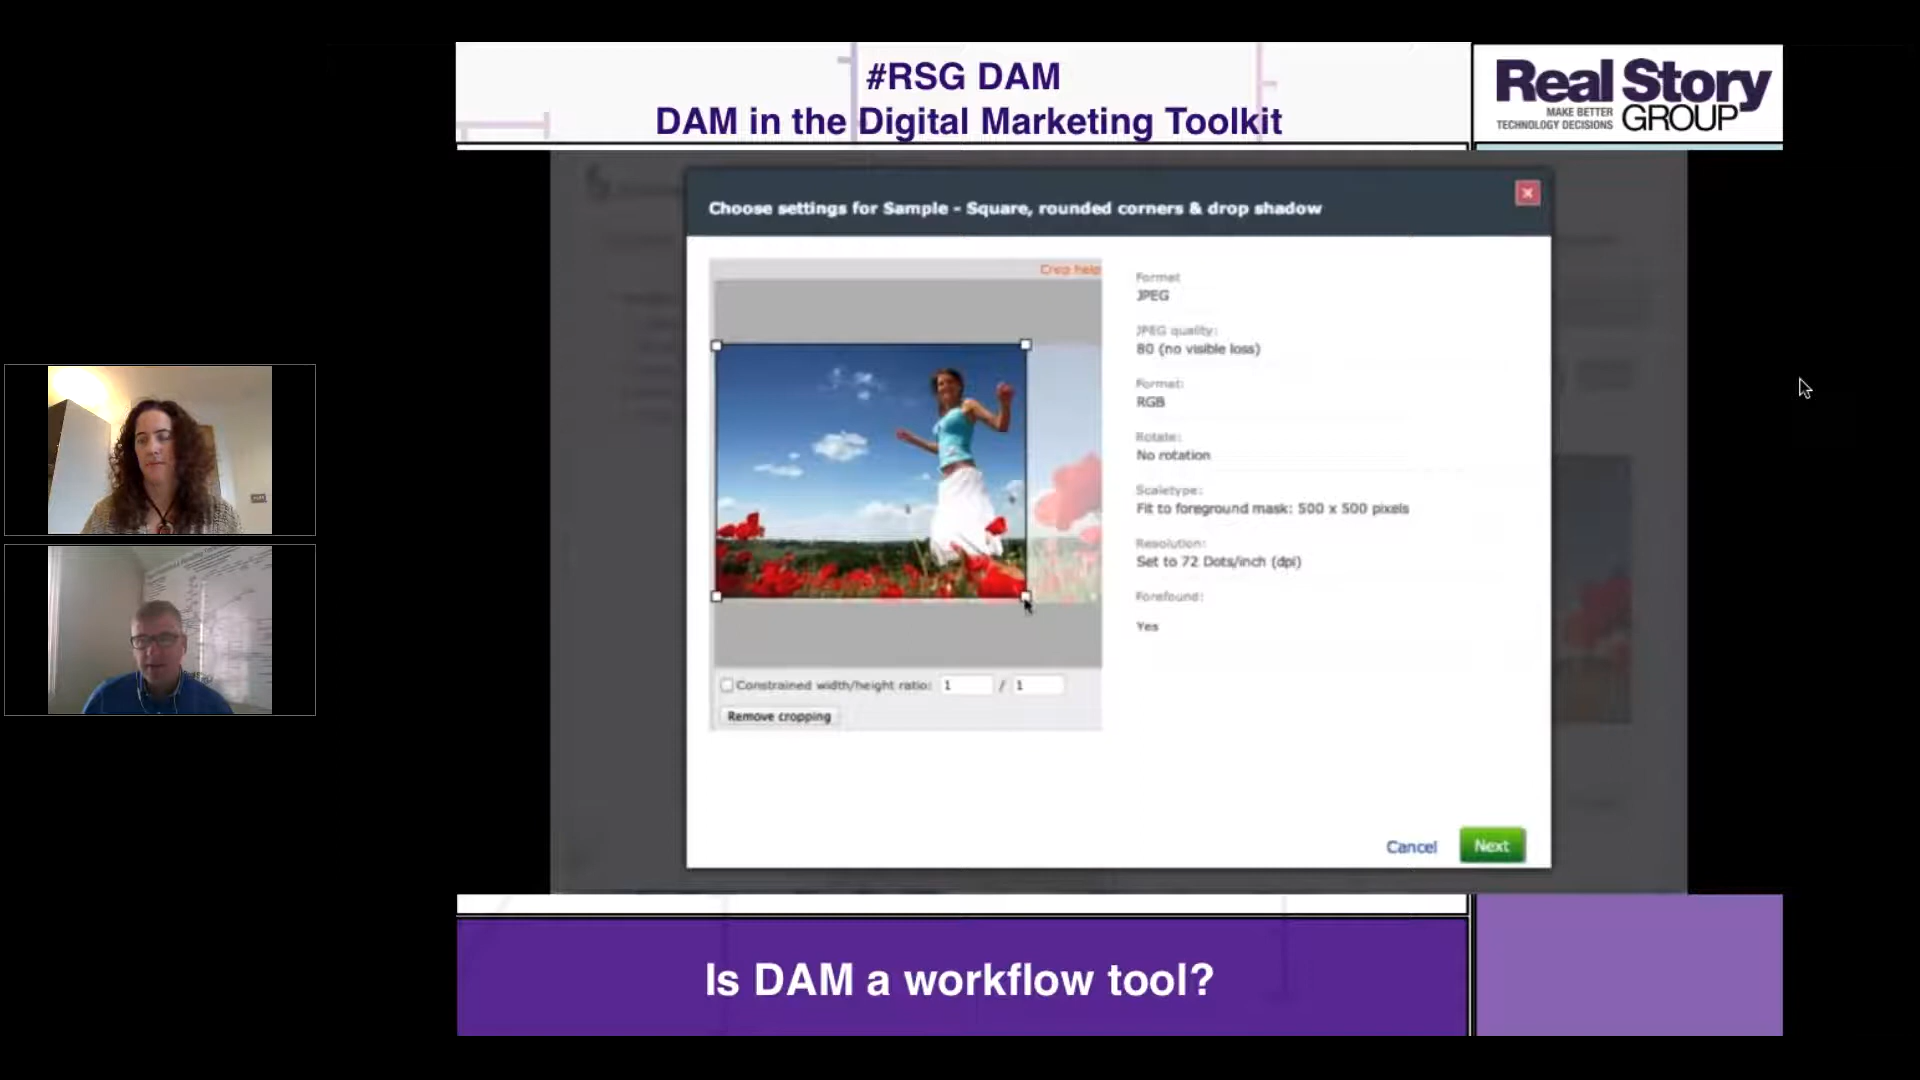 #RSG DAM
DAM in the Digital Marketing Toolkit
Real Story
GROUP
MAKE BETTER
TECHNOLOGY DECISIONS
Choose settings for Sample - Square, rounded corners & drop shadow
Crop help
Format
JPEG
JPEG quality:
80 (no visible loss)
Format:
RGB
Rotate:
No rotation
Scaletype:
Fit to foreground mask: 500 x 500 pixels
Resolution:
Set to 72 Dots/inch (dpi)
Forefound:
Yes
Constrained width/height ratio: 1 / 1
Remove cropping
Cancel
Next
Is DAM a workflow tool?